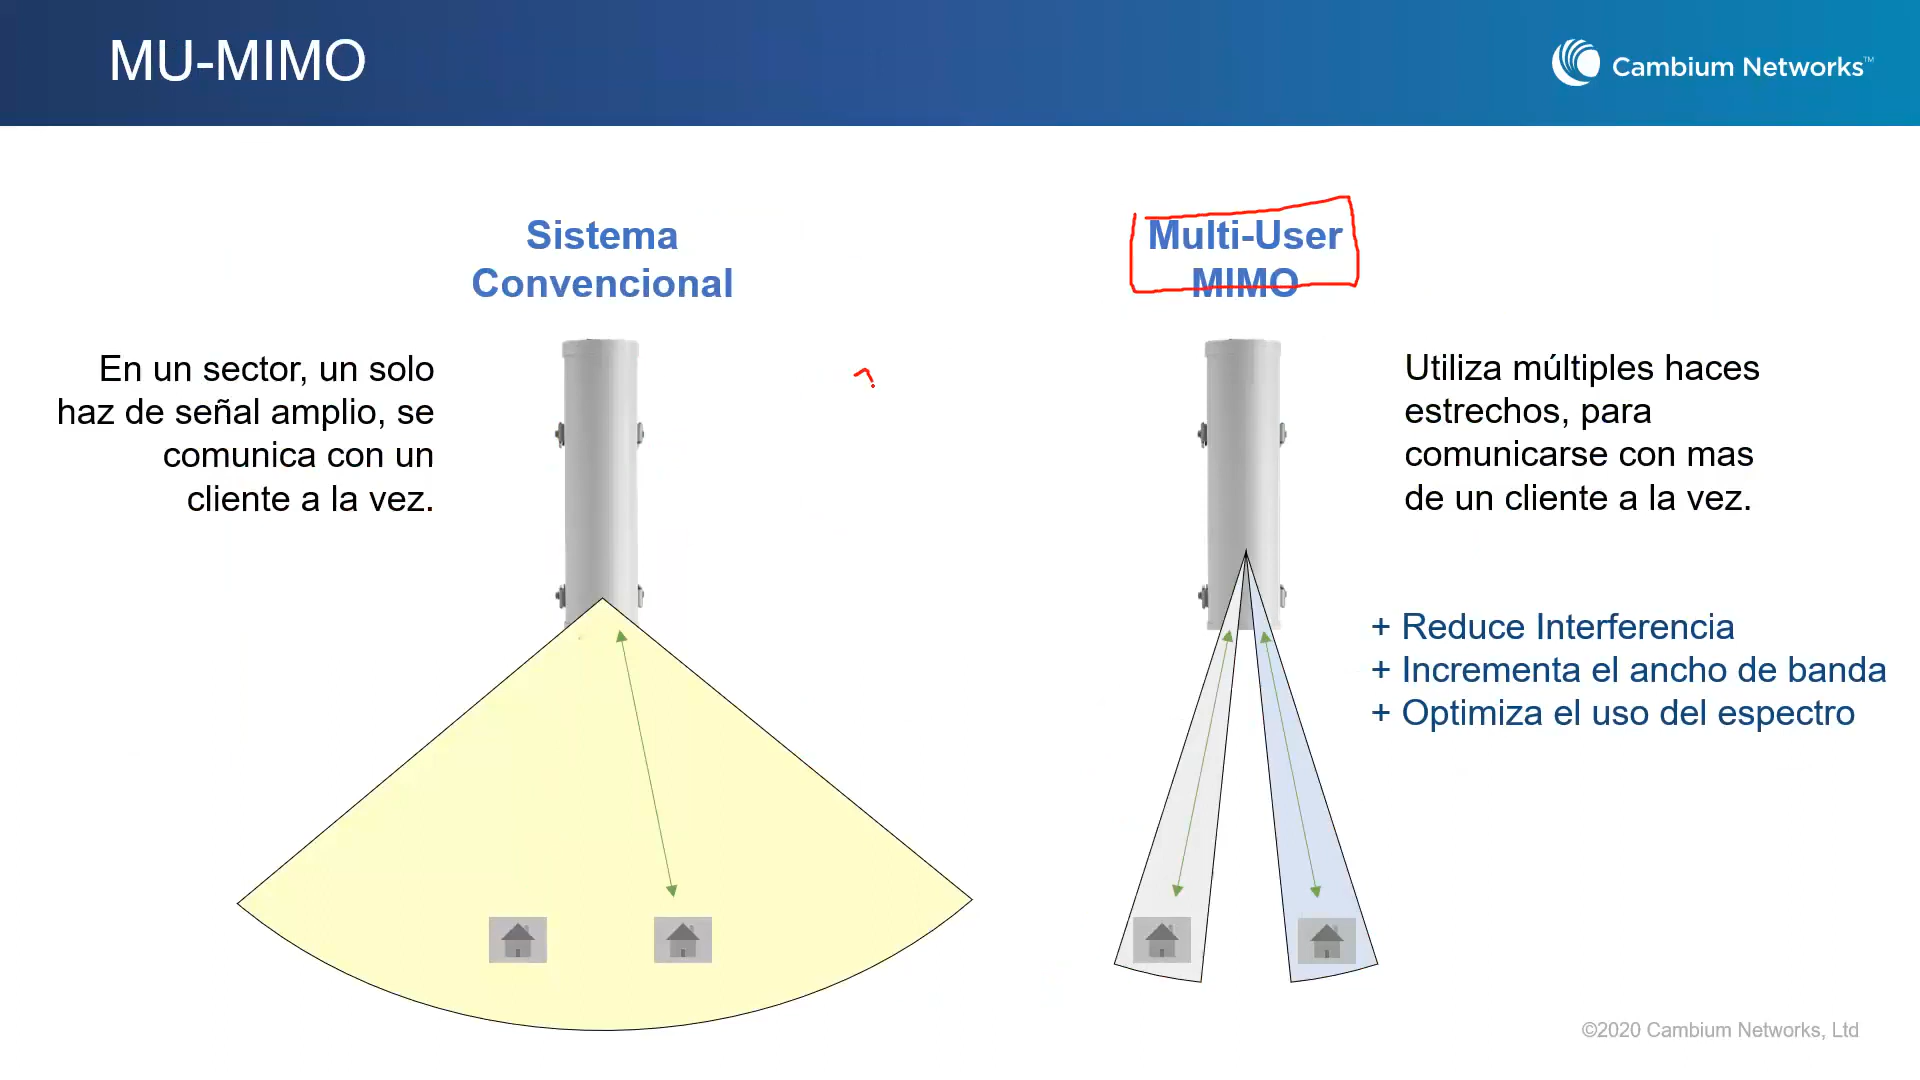 MU-MIMO
Cambium Networks™
Sistema
Convencional
En un sector, un solo
haz de señal amplio, se
comunica con un
cliente a la vez.
Multi-User
MIMO
Utiliza múltiples haces
estrechos, para
comunicarse con mas
de un cliente a la vez.
+ Reduce Interferencia
+ Incrementa el ancho de banda
+ Optimiza el uso del espectro
©2020 Cambium Networks, Ltd